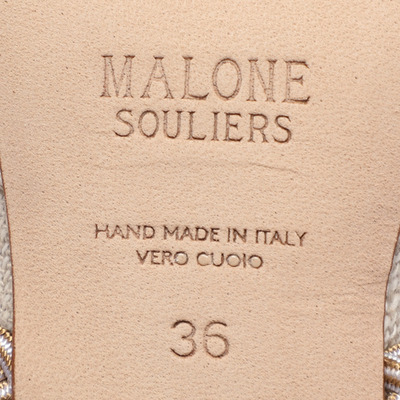 MALONE
SOULIERS
HAND MADE IN ITALY
VERO CUOIO
36